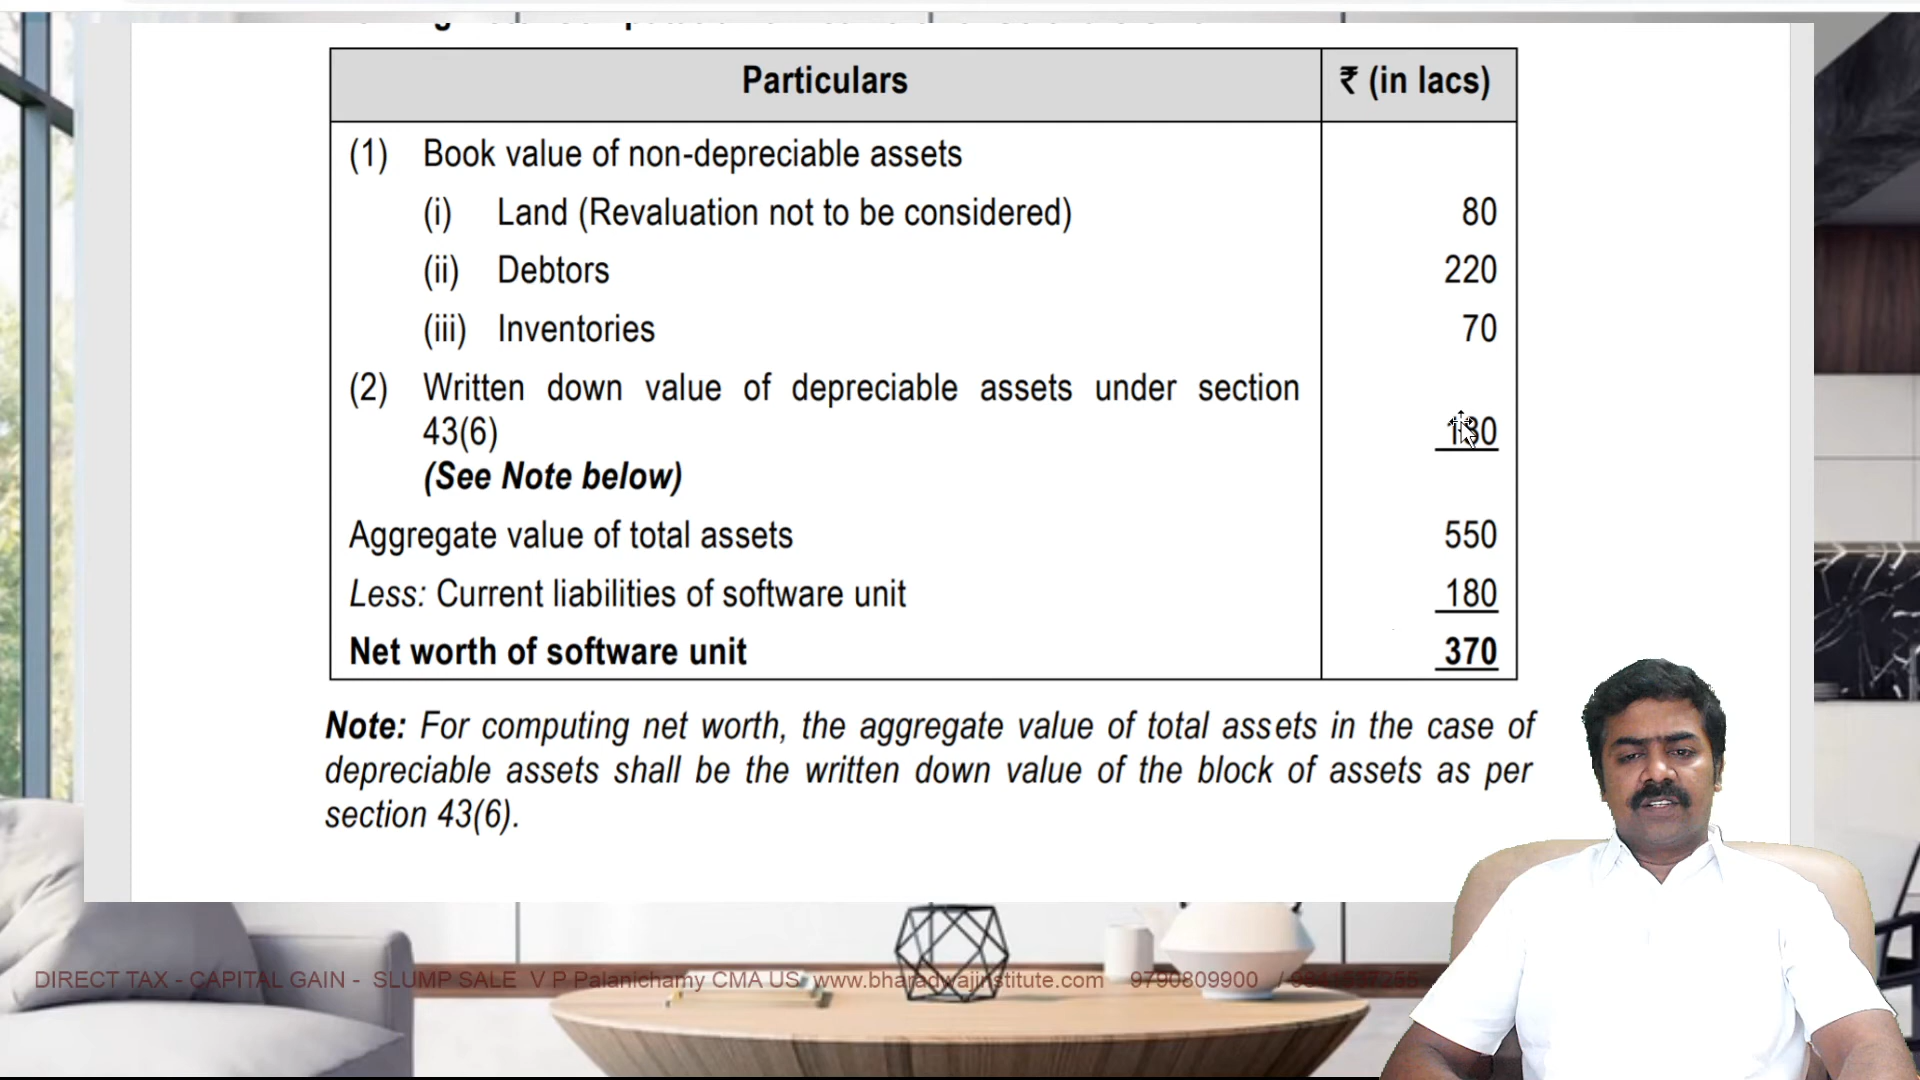 Particulars ₹ (in lacs)
(1) Book value of non-depreciable assets
(i) Land (Revaluation not to be considered) 80
(ii) Debtors 220
(iii) Inventories 70
(2) Written down value of depreciable assets under section
43(6) 180
(See Note below)
Aggregate value of total assets 550
Less: Current liabilities of software unit 180
Net worth of software unit 370
Note: For computing net worth, the aggregate value of total assets in the case of
depreciable assets shall be the written down value of the block of assets as per
section 43(6).
DIRECT TAX - CAPITAL GAIN - SLUMP SALE V P Palanichamy CMA US www.bharadwajinstitute.com 9790809900 /